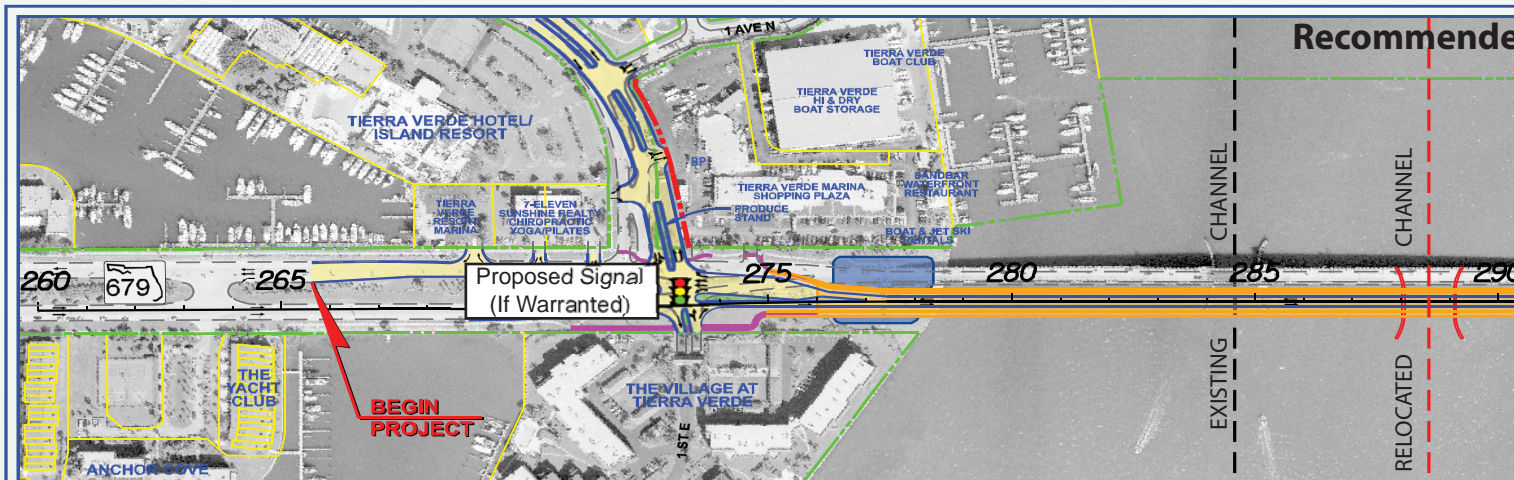 Recommende
1 AVE N
TIERRA VERDE
BOAT CLUB
TIERRA VERDE
HI & DRY
BOAT STORAGE
TIERRA VERDE HOTEL/
ISLAND RESORT
BP
TIERRA VERDE MARINA
SHOPPING PLAZA
SANDBAR
WATERFRONT
RESTAURANT
PRODUCE
STAND
BOAT & JET SKI
RENTALS
TIERRA
VERDE
RESORT
MARINA
7-ELEVEN
SUNSHINE REALTY
CHIROPRACTIC
YOGA/PILATES
CHANNEL
CHANNEL
260
679
265
Proposed Signal
(If Warranted)
275
280
285
290
THE
YACHT
CLUB
BEGIN
PROJECT
THE VILLAGE AT
TIERRA VERDE
1 ST E
EXISTING
RELOCATED
ANCHOR COVE